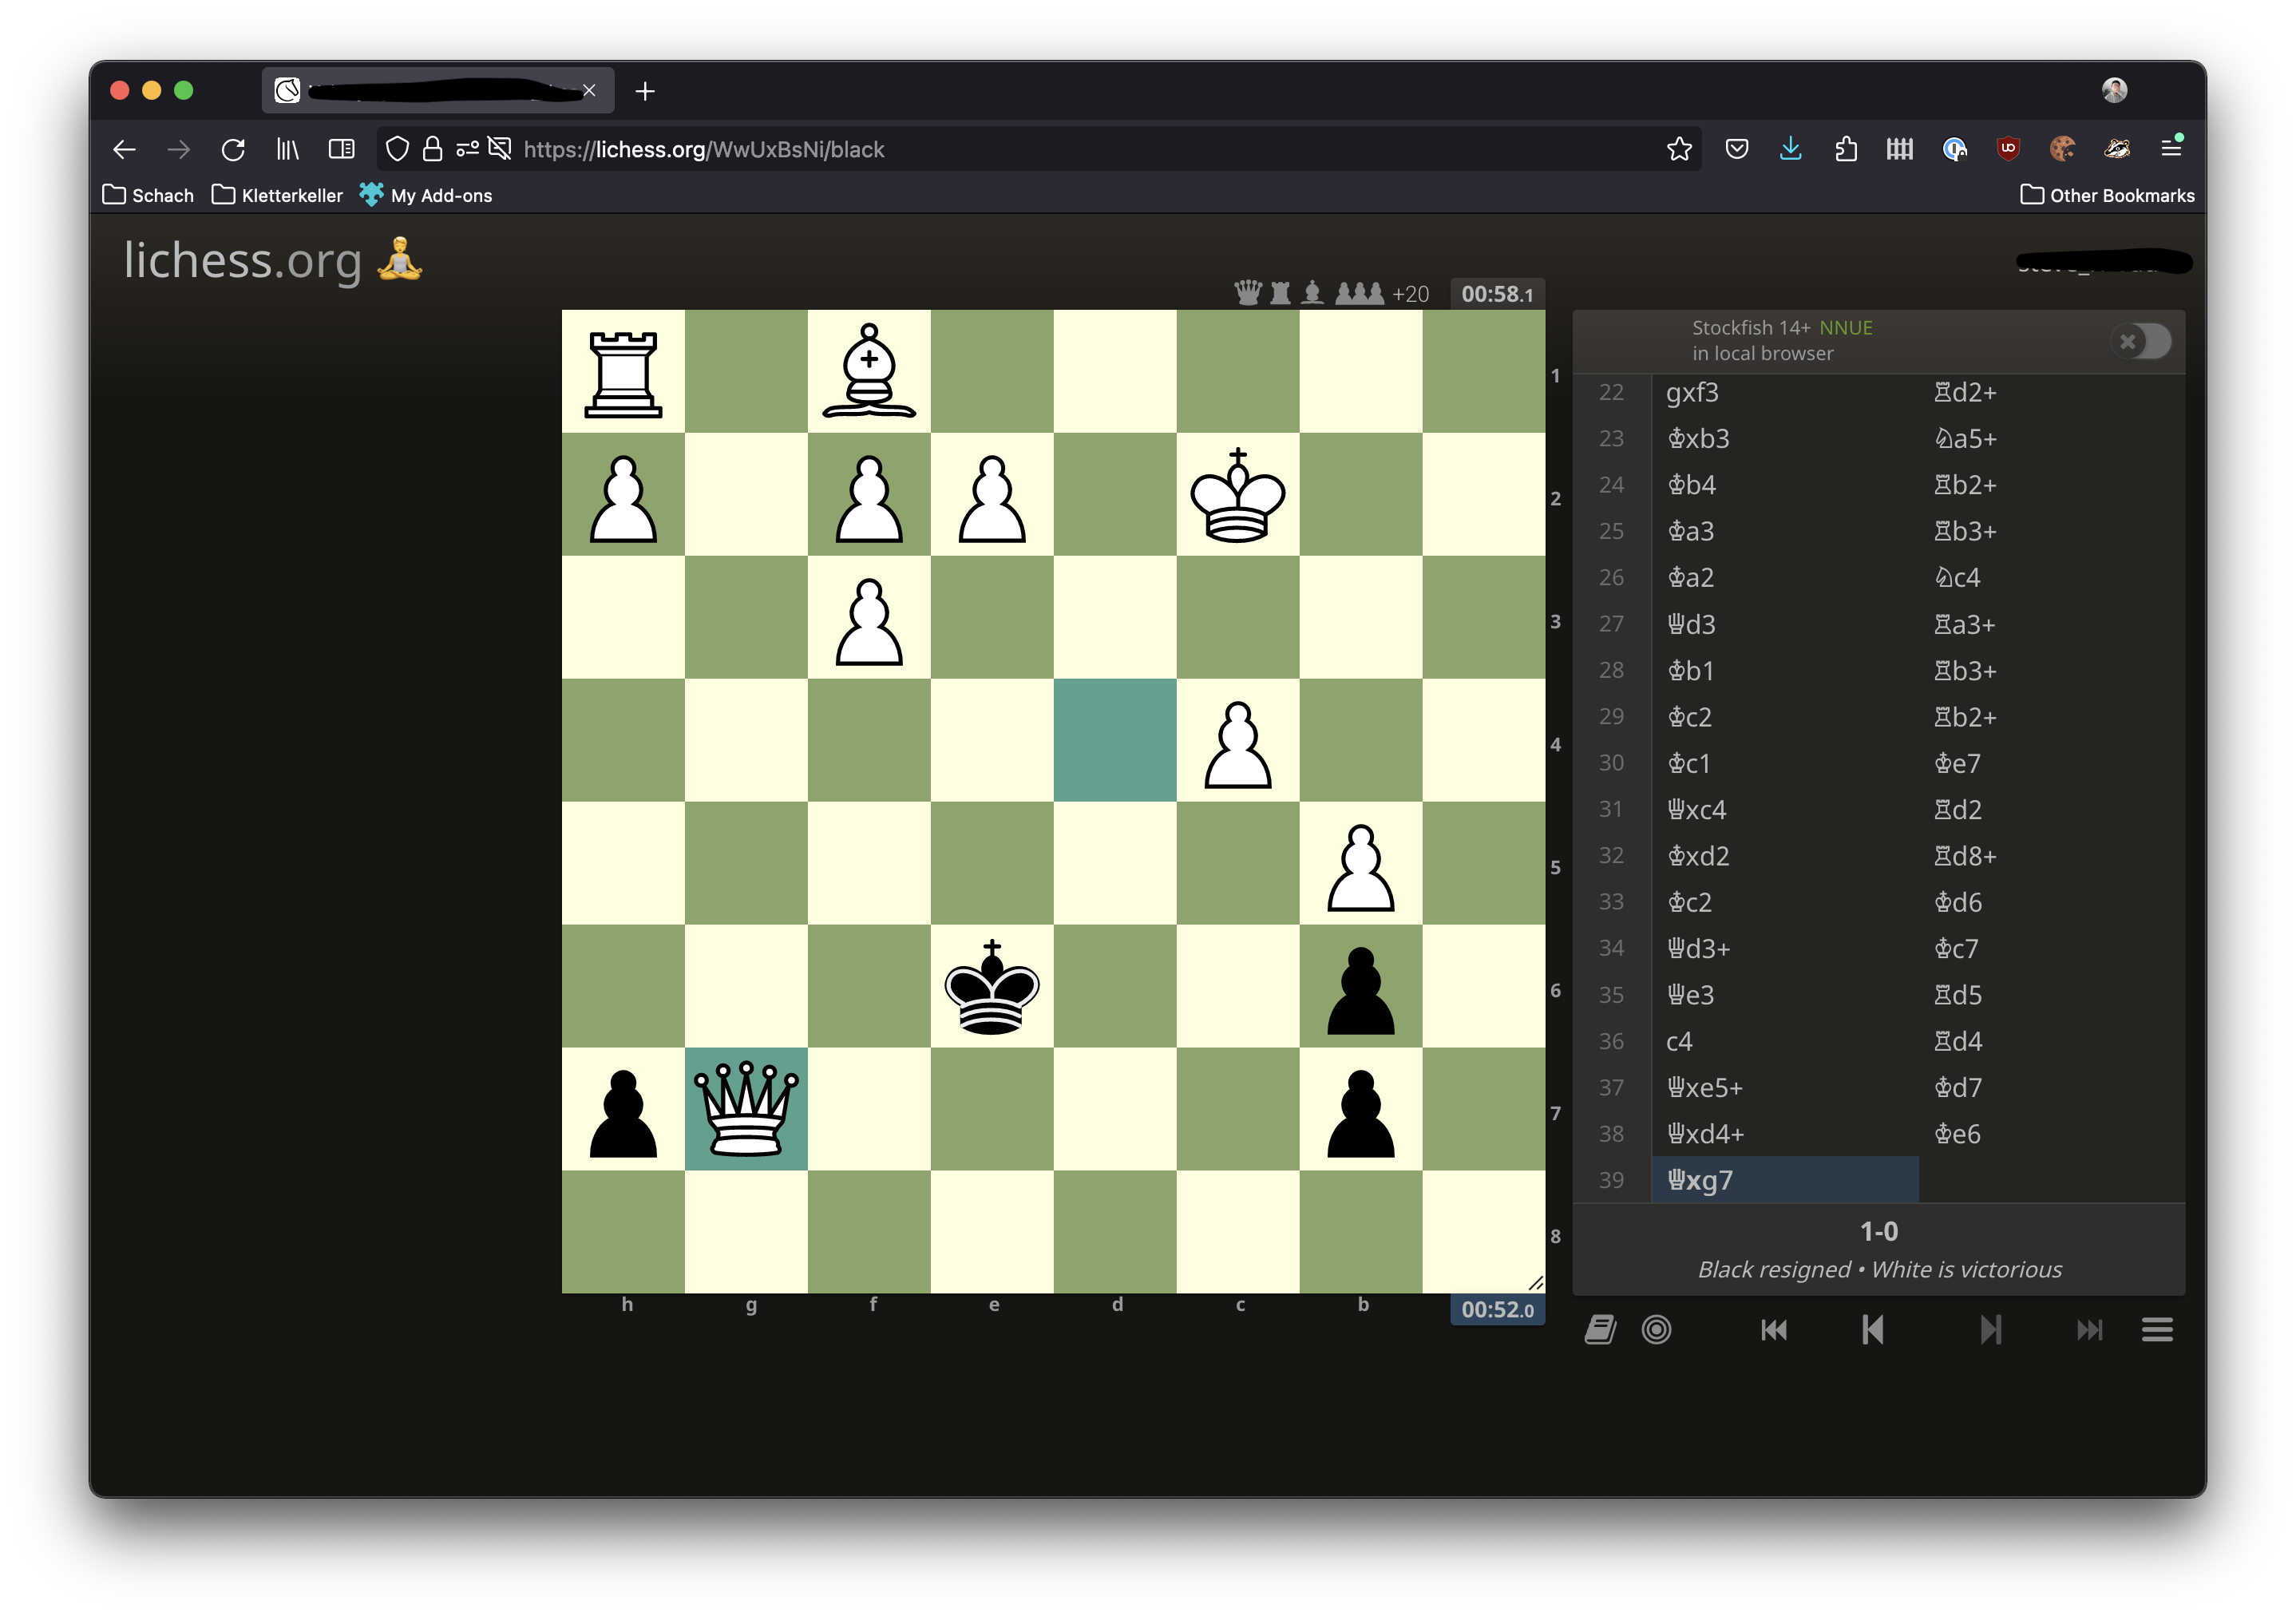 https://lichess.org/WwUxBsNi/black
Schach Kletterkeller My Add-ons Other Bookmarks
lichess.org
+20 00:58.1
Stockfish 14+ NNUE
in local browser
22 gxf3 ♖d2+
23 ♔xb3 ♘a5+
24 ♔b4 ♖b2+
25 ♔a3 ♖b3+
26 ♔a2 ♘c4
27 ♕d3 ♖a3+
28 ♔b1 ♖b3+
29 ♔c2 ♖b2+
30 ♔c1 ♔e7
31 ♕xc4 ♖d2
32 ♔xd2 ♖d8+
33 ♔c2 ♔d6
34 ♕d3+ ♔c7
35 ♕e3 ♖d5
36 c4 ♖d4
37 ♕xe5+ ♔d7
38 ♕xd4+ ♔e6
39 ♕xg7
1-0
Black resigned • White is victorious
1
2
3
4
5
6
7
8
h g f e d c b
00:52.0